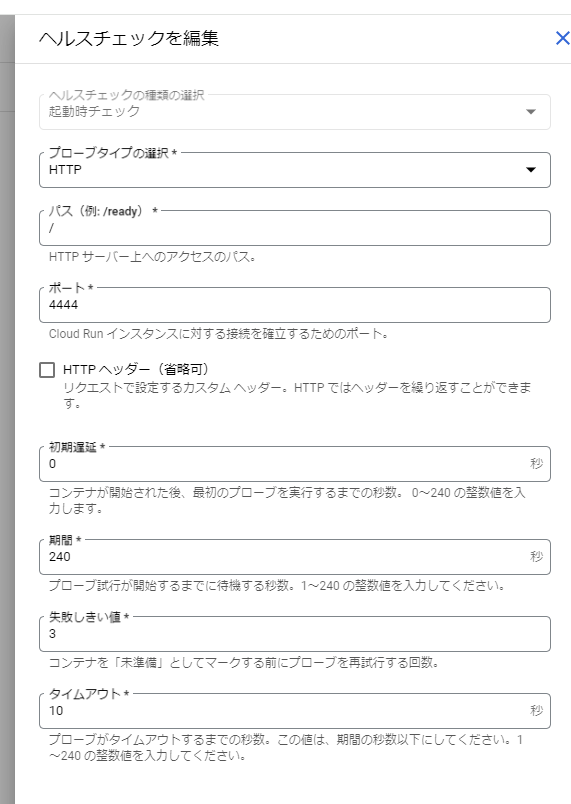 ヘルスチェックを編集
ヘルスチェックの種類の選択
起動時チェック
プローブタイプの選択 *
HTTP
パス（例: /ready） *
/
HTTP サーバー上へのアクセスのパス。
ポート *
4444
Cloud Run インスタンスに対する接続を確立するためのポート。
HTTP ヘッダー（省略可）
リクエストで設定するカスタム ヘッダー。HTTP ではヘッダーを繰り返すことができま
す。
初期遅延 *
0 秒
コンテナが開始された後、最初のプローブを実行するまでの秒数。 0～240 の整数値を入
力します。
期間 *
240 秒
プローブ試行が開始するまでに待機する秒数。1～240 の整数値を入力してください。
失敗しきい値 *
3
コンテナを「未準備」としてマークする前にプローブを再試行する回数。
タイムアウト *
10 秒
プローブがタイムアウトするまでの秒数。この値は、期間の秒数以下にしてください。1
～240 の整数値を入力してください。